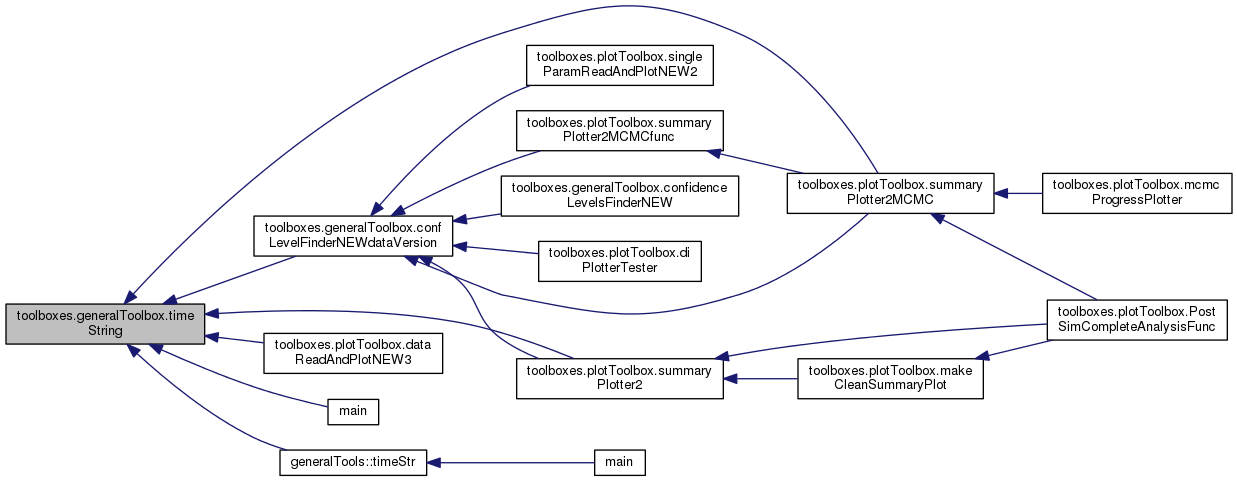 toolboxes.plotToolbox.single
ParamReadAndPlotNEW2
toolboxes.plotToolbox.summary
Plotter2MCMCfunc
toolboxes.generalToolbox.confidence
LevelsFinderNEW
toolboxes.plotToolbox.summary
Plotter2MCMC
toolboxes.plotToolbox.mcmc
ProgressPlotter
toolboxes.generalToolbox.conf
LevelFinderNEWdataVersion
toolboxes.plotToolbox.di
PlotterTester
toolboxes.generalToolbox.time
String
toolboxes.plotToolbox.Post
SimCompleteAnalysisFunc
toolboxes.plotToolbox.data
ReadAndPlotNEW3
toolboxes.plotToolbox.summary
Plotter2
toolboxes.plotToolbox.make
CleanSummaryPlot
main
generalTools::timeStr
main